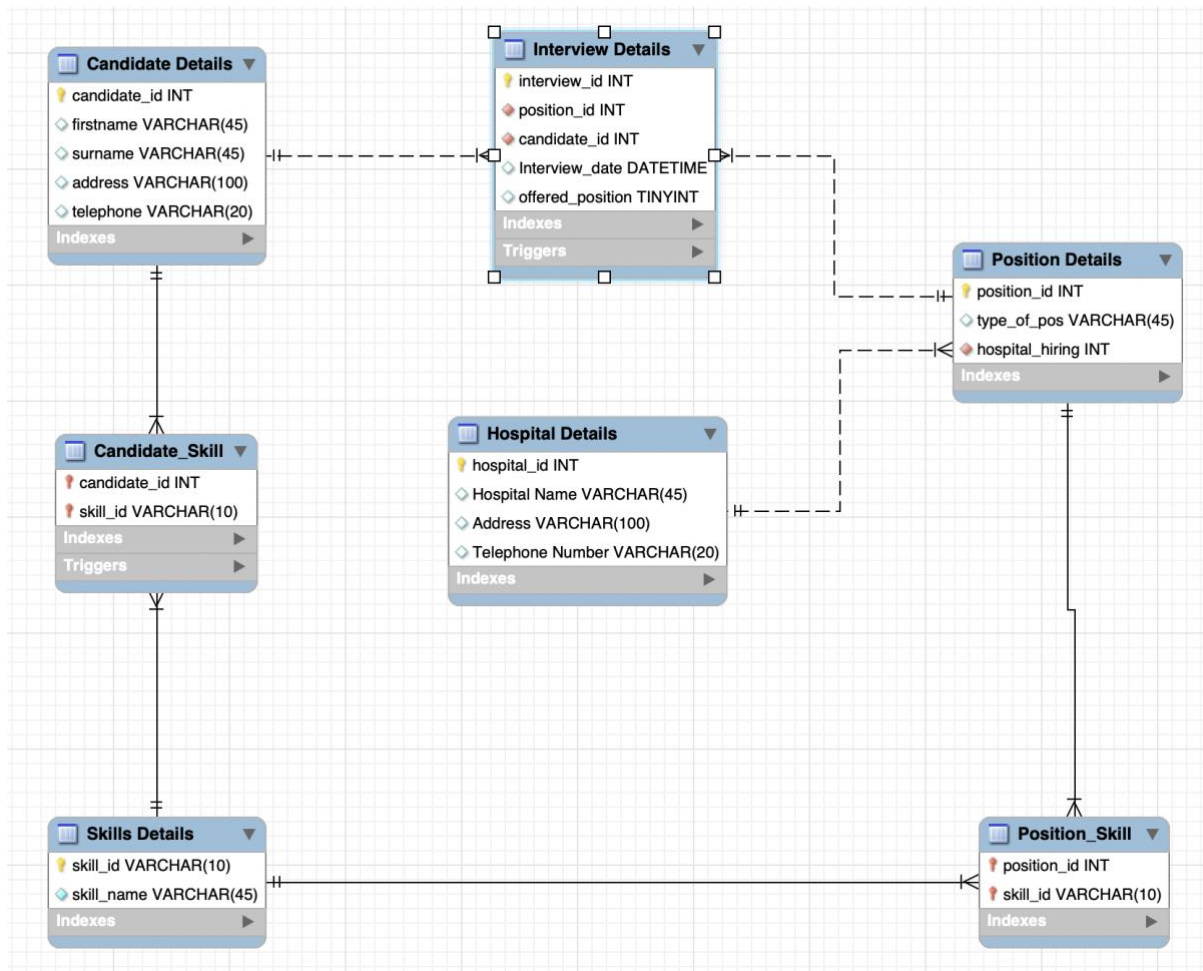 Candidate Details
candidate_id INT
firstname VARCHAR(45)
surname VARCHAR(45)
address VARCHAR(100)
telephone VARCHAR(20)
Indexes
Interview Details
interview_id INT
position_id INT
candidate_id INT
Interview_date DATETIME
offered_position TINYINT
Indexes
Triggers
Position Details
position_id INT
type_of_pos VARCHAR(45)
hospital_hiring INT
Indexes
Candidate_Skill
candidate_id INT
skill_id VARCHAR(10)
Indexes
Triggers
Hospital Details
hospital_id INT
Hospital Name VARCHAR(45)
Address VARCHAR(100)
Telephone Number VARCHAR(20)
Indexes
Skills Details
skill_id VARCHAR(10)
skill_name VARCHAR(45)
Indexes
Position_Skill
position_id INT
skill_id VARCHAR(10)
Indexes